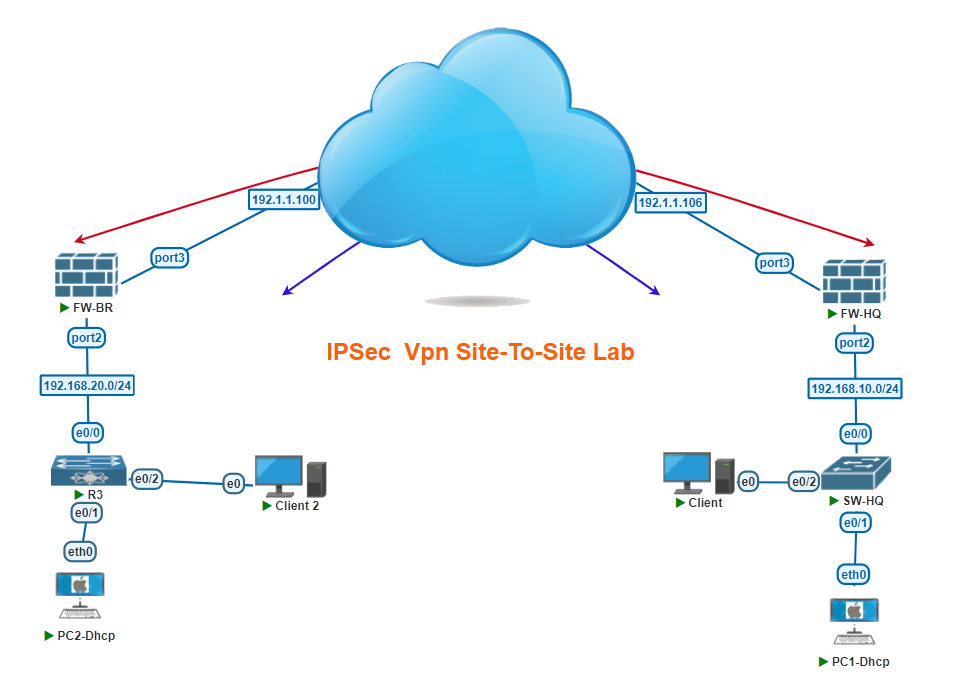 192.1.1.100
192.1.1.106
port3
port3
FW-BR
FW-HQ
port2
port2
IPSec  Vpn Site-To-Site Lab
192.168.20.0/24
192.168.10.0/24
e0/0
e0/0
e0/2
e0
e0
e0/2
R3
Client 2
Client
SW-HQ
e0/1
e0/1
eth0
eth0
PC2-Dhcp
PC1-Dhcp